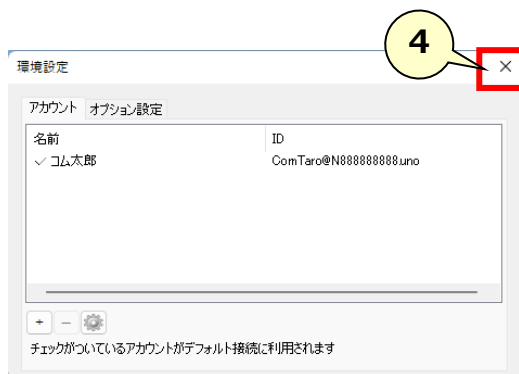 4
環境設定
アカウント オプション設定
名前 ID
コム太郎 ComTaro@N888888888.uno
チェックがついているアカウントがデフォルト接続に利用されます